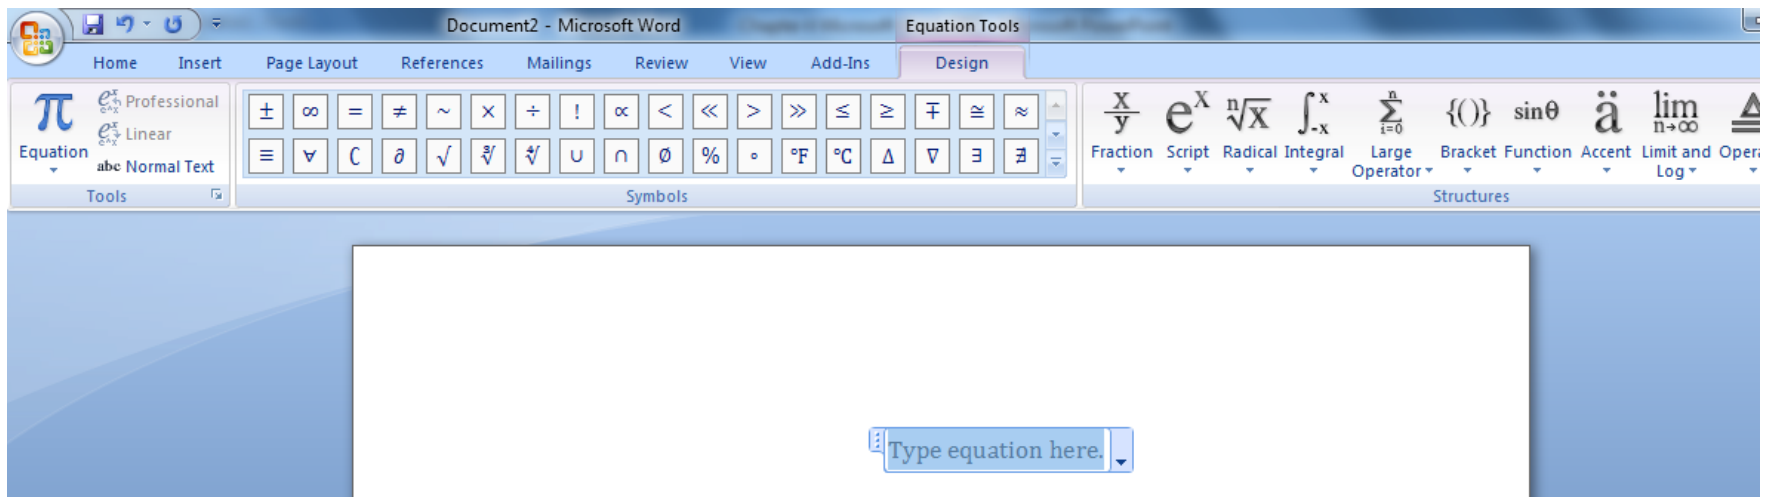 Document2 - Microsoft Word
Equation Tools
Home Insert Page Layout References Mailings Review View Add-Ins Design
Professional
Linear
abc Normal Text
Equation
Tools
± ∞ = ≠ ~ × ÷ ! ∝ < ≪ > ≫ ≤ ≥ ∓ ≅ ≈
≡ ∀ ∁ ∂ √ ∛ ∜ ∪ ∩ ∅ % ° °F °C ∆ ∇ ∃ ∄
Symbols
x/y e^x ⁿ√x ∫-x^x Σ i=0 n {()} sinθ ä lim n→∞ ≜
Fraction Script Radical Integral Large Operator Bracket Function Accent Limit and Log
Structures
Type equation here.